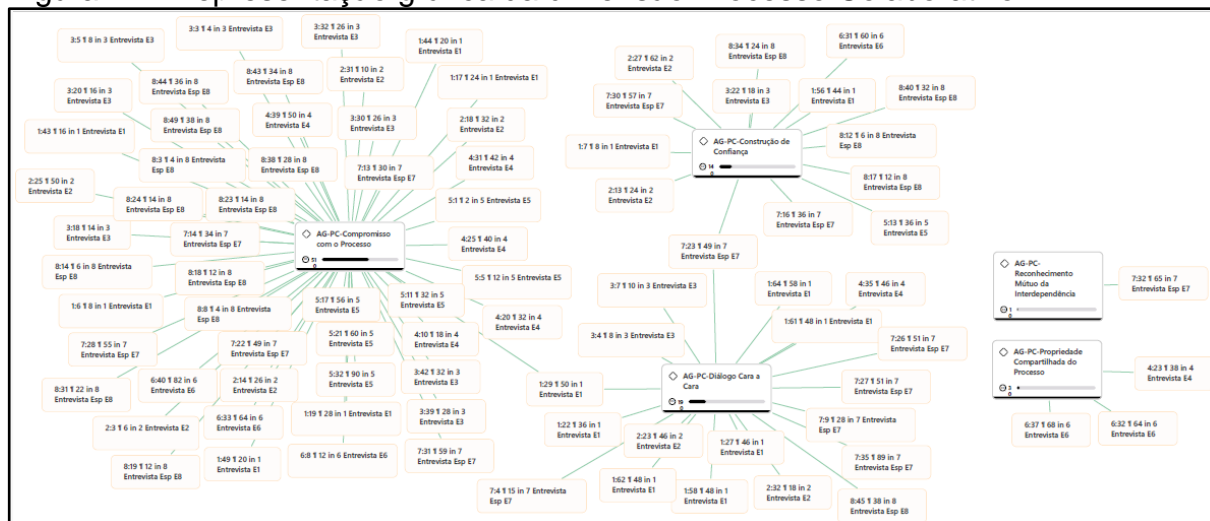 3:5 ¶ 8 in 3 Entrevista E3
3:3 ¶ 4 in 3 Entrevista E3
3:32 ¶ 26 in 3
Entrevista E3
1:44 ¶ 20 in 1
Entrevista E1
8:44 ¶ 36 in 8
Entrevista Esp E8
8:43 ¶ 34 in 8
Entrevista Esp E8
2:31 ¶ 10 in 2
Entrevista E2
1:17 ¶ 24 in 1 Entrevista E1
3:20 ¶ 16 in 3
Entrevista E3
8:49 ¶ 38 in 8
Entrevista Esp E8
4:39 ¶ 50 in 4
Entrevista E4
3:30 ¶ 26 in 3
Entrevista E3
2:18 ¶ 32 in 2
Entrevista E2
1:43 ¶ 16 in 1 Entrevista E1
8:3 ¶ 4 in 8 Entrevista
Esp E8
8:38 ¶ 28 in 8
Entrevista Esp E8
7:13 ¶ 30 in 7
Entrevista Esp E7
4:31 ¶ 42 in 4
Entrevista E4
2:25 ¶ 50 in 2
Entrevista E2
8:24 ¶ 14 in 8
Entrevista Esp E8
8:23 ¶ 14 in 8
Entrevista Esp E8
5:1 ¶ 2 in 5 Entrevista E5
3:18 ¶ 14 in 3
Entrevista E3
7:14 ¶ 34 in 7
Entrevista Esp E7
AG-PC-Compromisso
com o Processo
53
0
4:25 ¶ 40 in 4
Entrevista E4
8:14 ¶ 6 in 8 Entrevista
Esp E8
8:18 ¶ 12 in 8
Entrevista Esp E8
5:5 ¶ 12 in 5 Entrevista E5
1:6 ¶ 8 in 1 Entrevista E1
8:8 ¶ 4 in 8 Entrevista
Esp E8
5:17 ¶ 56 in 5
Entrevista E5
5:11 ¶ 32 in 5
Entrevista E5
4:20 ¶ 32 in 4
Entrevista E4
7:28 ¶ 55 in 7
Entrevista Esp E7
7:22 ¶ 49 in 7
Entrevista Esp E7
5:21 ¶ 60 in 5
Entrevista E5
4:10 ¶ 18 in 4
Entrevista E4
8:31 ¶ 22 in 8
Entrevista Esp E8
6:40 ¶ 82 in 6
Entrevista E6
2:14 ¶ 26 in 2
Entrevista E2
5:32 ¶ 90 in 5
Entrevista E5
3:42 ¶ 32 in 3
Entrevista E3
2:3 ¶ 6 in 2 Entrevista E2
6:33 ¶ 64 in 6
Entrevista E6
1:19 ¶ 28 in 1 Entrevista E1
3:39 ¶ 28 in 3
Entrevista E3
8:19 ¶ 12 in 8
Entrevista Esp E8
1:49 ¶ 20 in 1
Entrevista E1
6:8 ¶ 12 in 6 Entrevista E6
7:31 ¶ 59 in 7
Entrevista Esp E7
2:27 ¶ 62 in 2
Entrevista E2
8:34 ¶ 24 in 8
Entrevista Esp E8
6:31 ¶ 60 in 6
Entrevista E6
7:30 ¶ 57 in 7
Entrevista Esp E7
3:22 ¶ 18 in 3
Entrevista E3
1:56 ¶ 44 in 1
Entrevista E1
8:40 ¶ 32 in 8
Entrevista Esp E8
1:7 ¶ 8 in 1 Entrevista E1
AG-PC-Construção de
Confiança
14
0
8:12 ¶ 6 in 8 Entrevista
Esp E8
8:17 ¶ 12 in 8
Entrevista Esp E8
2:13 ¶ 24 in 2
Entrevista E2
7:16 ¶ 36 in 7
Entrevista Esp E7
5:13 ¶ 36 in 5
Entrevista E5
7:23 ¶ 49 in 7
Entrevista Esp E7
3:7 ¶ 10 in 3 Entrevista E3
1:64 ¶ 58 in 1
Entrevista E1
4:35 ¶ 46 in 4
Entrevista E4
3:4 ¶ 8 in 3 Entrevista E3
1:61 ¶ 48 in 1 Entrevista E1
7:26 ¶ 51 in 7
Entrevista Esp E7
1:29 ¶ 50 in 1
Entrevista E1
AG-PC-Diálogo Cara a
Cara
19
0
7:27 ¶ 51 in 7
Entrevista Esp E7
1:22 ¶ 36 in 1
Entrevista E1
2:23 ¶ 46 in 2
Entrevista E2
1:27 ¶ 46 in 1
Entrevista E1
7:9 ¶ 28 in 7 Entrevista
Esp E7
7:35 ¶ 89 in 7
Entrevista Esp E7
7:4 ¶ 15 in 7 Entrevista
Esp E7
1:62 ¶ 48 in 1
Entrevista E1
1:58 ¶ 48 in 1
Entrevista E1
2:32 ¶ 18 in 2
Entrevista E2
8:45 ¶ 38 in 8
Entrevista Esp E8
AG-PC-
Reconhecimento
Mútuo da
Interdependência
1
0
7:32 ¶ 65 in 7
Entrevista Esp E7
AG-PC-Propriedade
Compartilhada do
Processo
3
0
4:23 ¶ 38 in 4
Entrevista E4
6:37 ¶ 68 in 6
Entrevista E6
6:32 ¶ 64 in 6
Entrevista E6